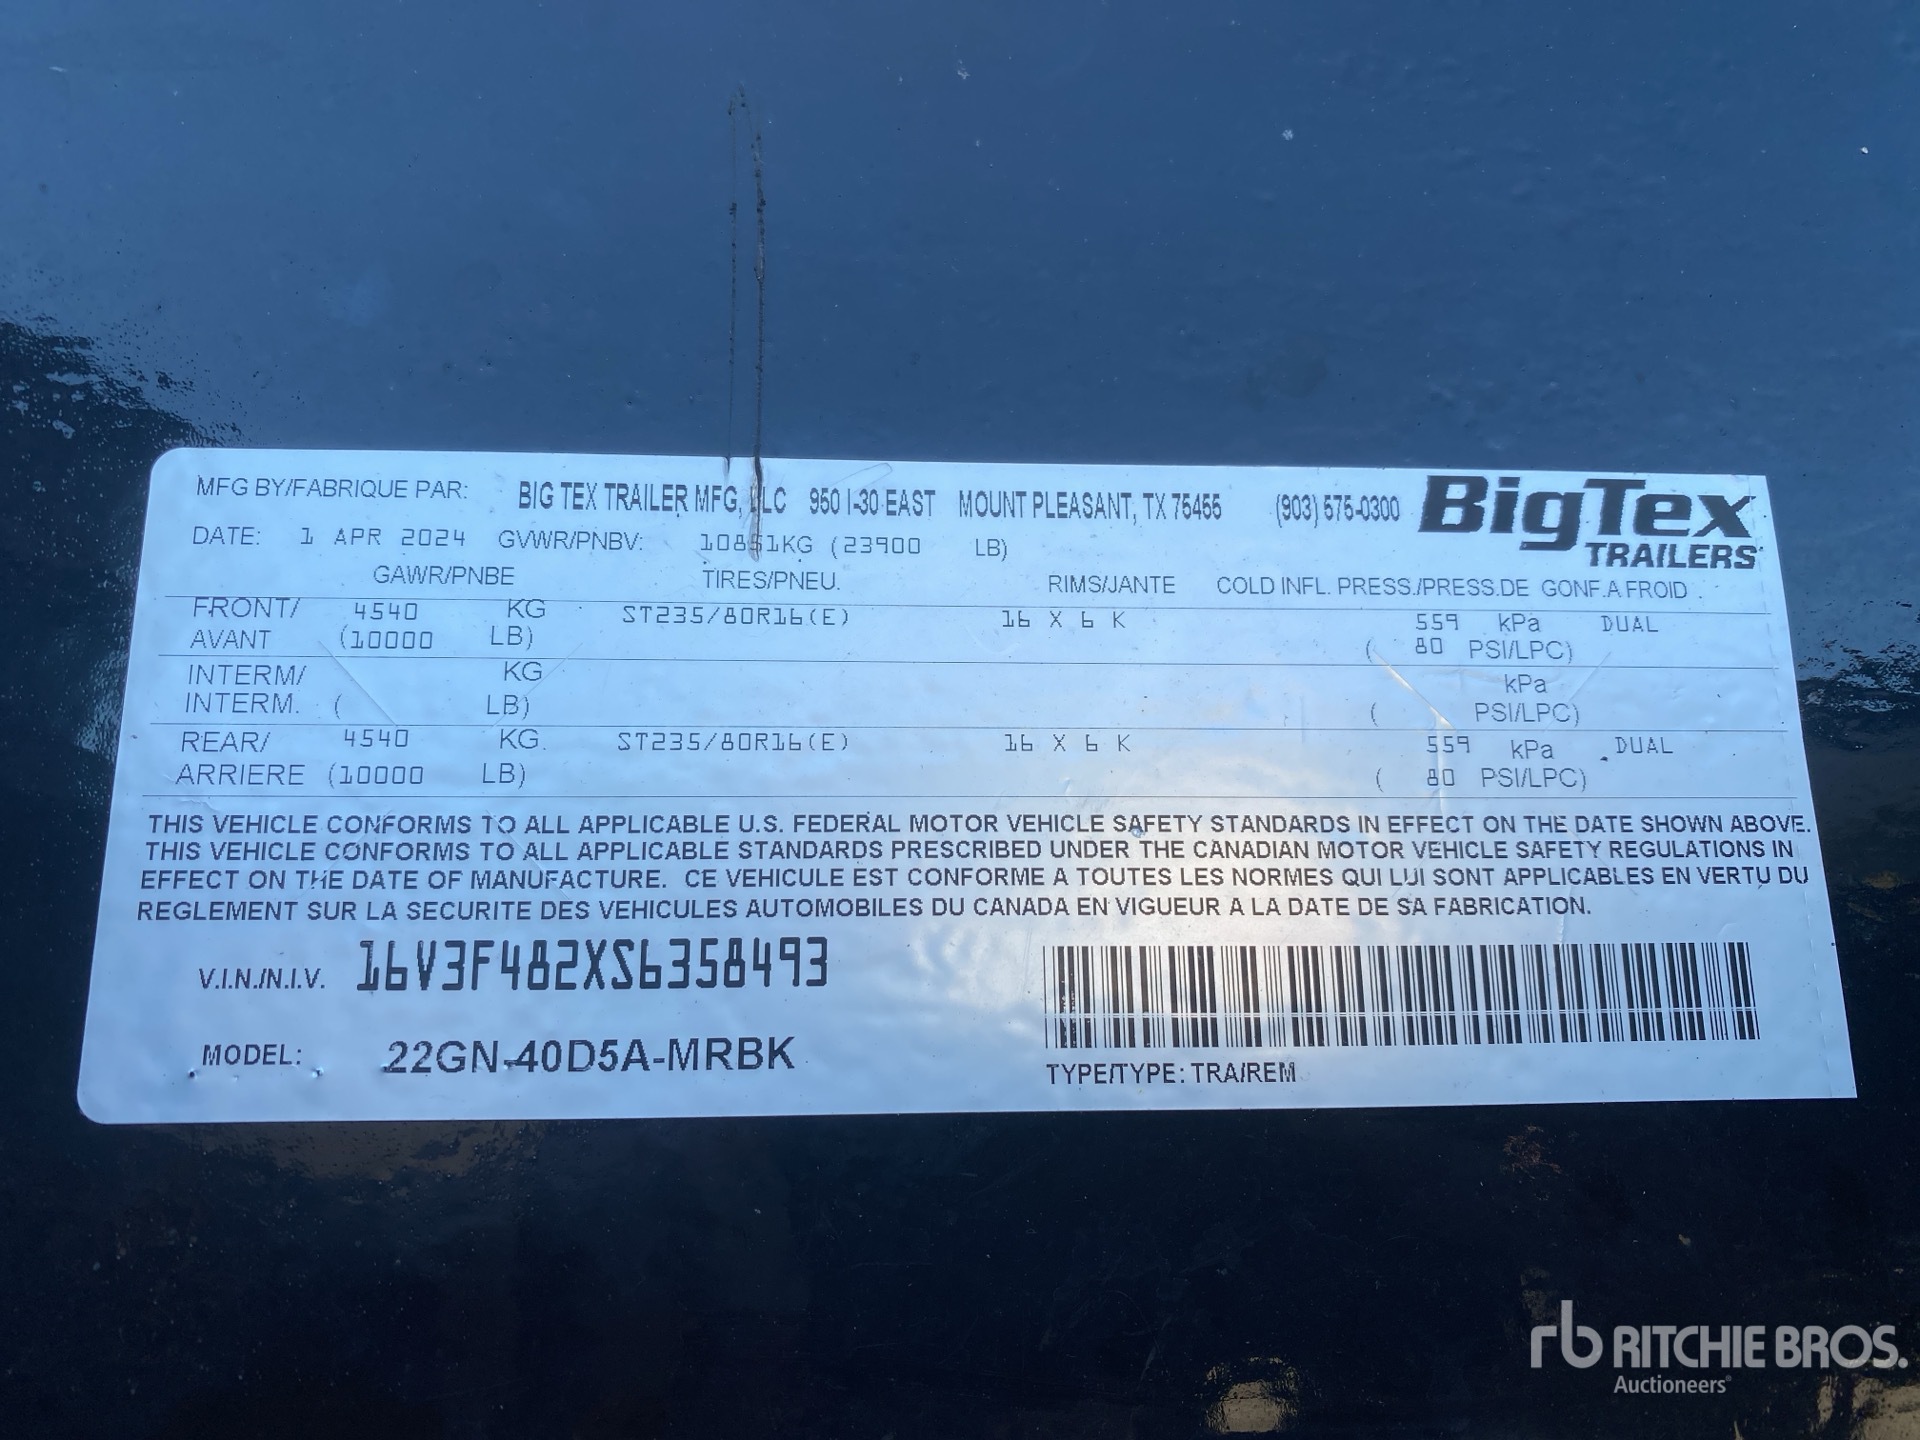 MFG BY/FABRIQUE PAR: BIG TEX TRAILER MFG, LLC 950 I-30 EAST MOUNT PLEASANT, TX 75455 (903) 575-0300 BigTex
TRAILERS
DATE: 1 APR 2024 GVWR/PNBV: 10851KG (23900 LB)
GAWR/PNBE TIRES/PNEU. RIMS/JANTE COLD INFL. PRESS./PRESS.DE GONF.A FROID
FRONT/ 4540 KG ST235/80R16(E) 16 X 6 K 559 kPa DUAL
AVANT (10000 LB) ( 80 PSI/LPC)
INTERM/ KG kPa
INTERM. ( LB) ( PSI/LPC)
REAR/ 4540 KG. ST235/80R16(E) 16 X 6 K 559 kPa DUAL
ARRIERE (10000 LB) ( 80 PSI/LPC)
THIS VEHICLE CONFORMS TO ALL APPLICABLE U.S. FEDERAL MOTOR VEHICLE SAFETY STANDARDS IN EFFECT ON THE DATE SHOWN ABOVE.
THIS VEHICLE CONFORMS TO ALL APPLICABLE STANDARDS PRESCRIBED UNDER THE CANADIAN MOTOR VEHICLE SAFETY REGULATIONS IN
EFFECT ON THE DATE OF MANUFACTURE. CE VEHICULE EST CONFORME A TOUTES LES NORMES QUI LUI SONT APPLICABLES EN VERTU DU
REGLEMENT SUR LA SECURITE DES VEHICULES AUTOMOBILES DU CANADA EN VIGUEUR A LA DATE DE SA FABRICATION.
V.I.N./N.I.V. 16V3F482XS6358493
MODEL: 22GN-40D5A-MRBK
TYPE/TYPE: TRA/REM
rb RITCHIE BROS.
Auctioneers